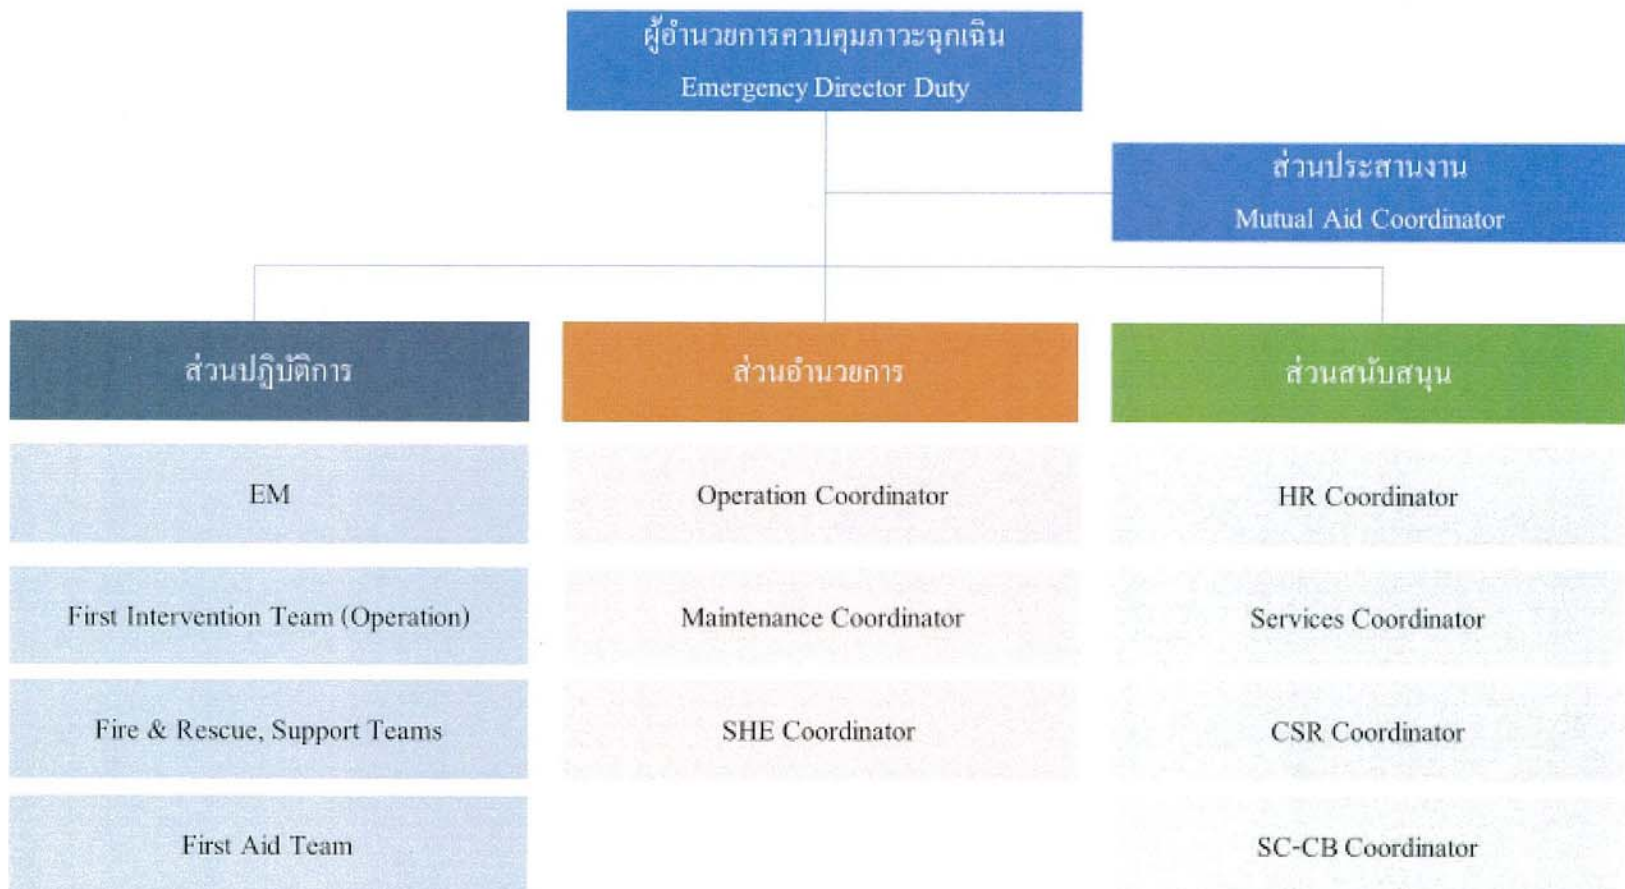 ผู้อำนวยการควบคุมภาวะฉุกเฉิน
Emergency Director Duty
ส่วนประสานงาน
Mutual Aid Coordinator
ส่วนปฏิบัติการ
ส่วนอำนวยการ
ส่วนสนับสนุน
EM
Operation Coordinator
HR Coordinator
First Intervention Team (Operation)
Maintenance Coordinator
Services Coordinator
Fire & Rescue, Support Teams
SHE Coordinator
CSR Coordinator
First Aid Team
SC-CB Coordinator